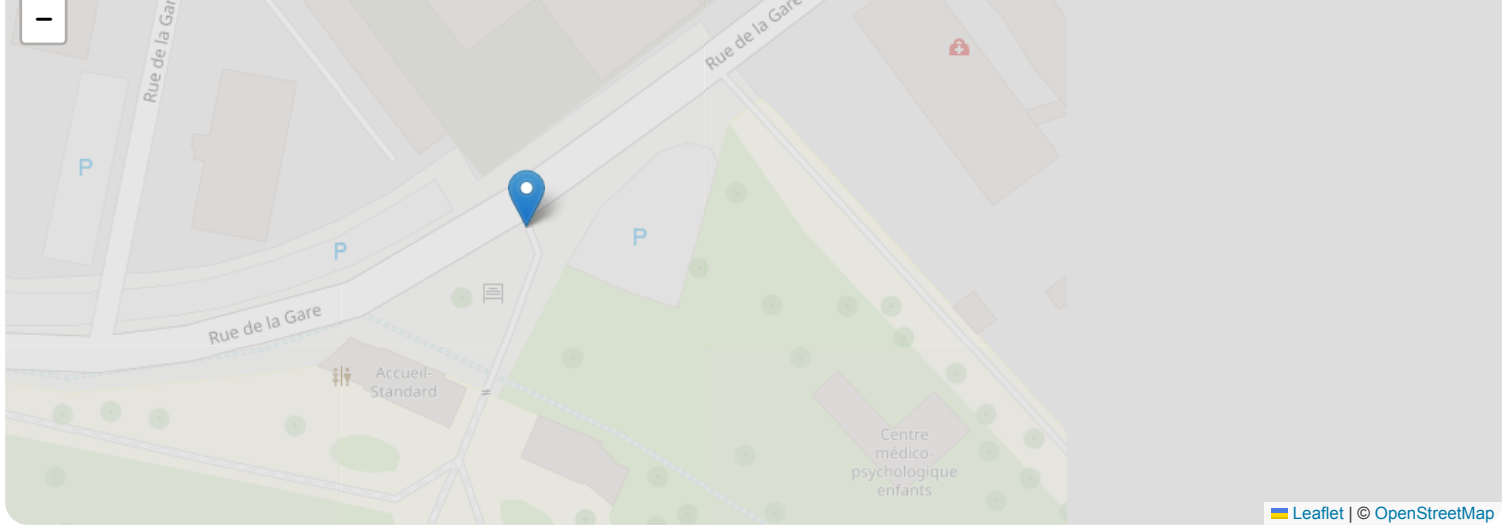 −
Rue de la Gar
Rue de la Gare
P
P
P
Rue de la Gare
Accueil-
Standard
Centre
médico-
psychologique
enfants
Leaflet | © OpenStreetMap